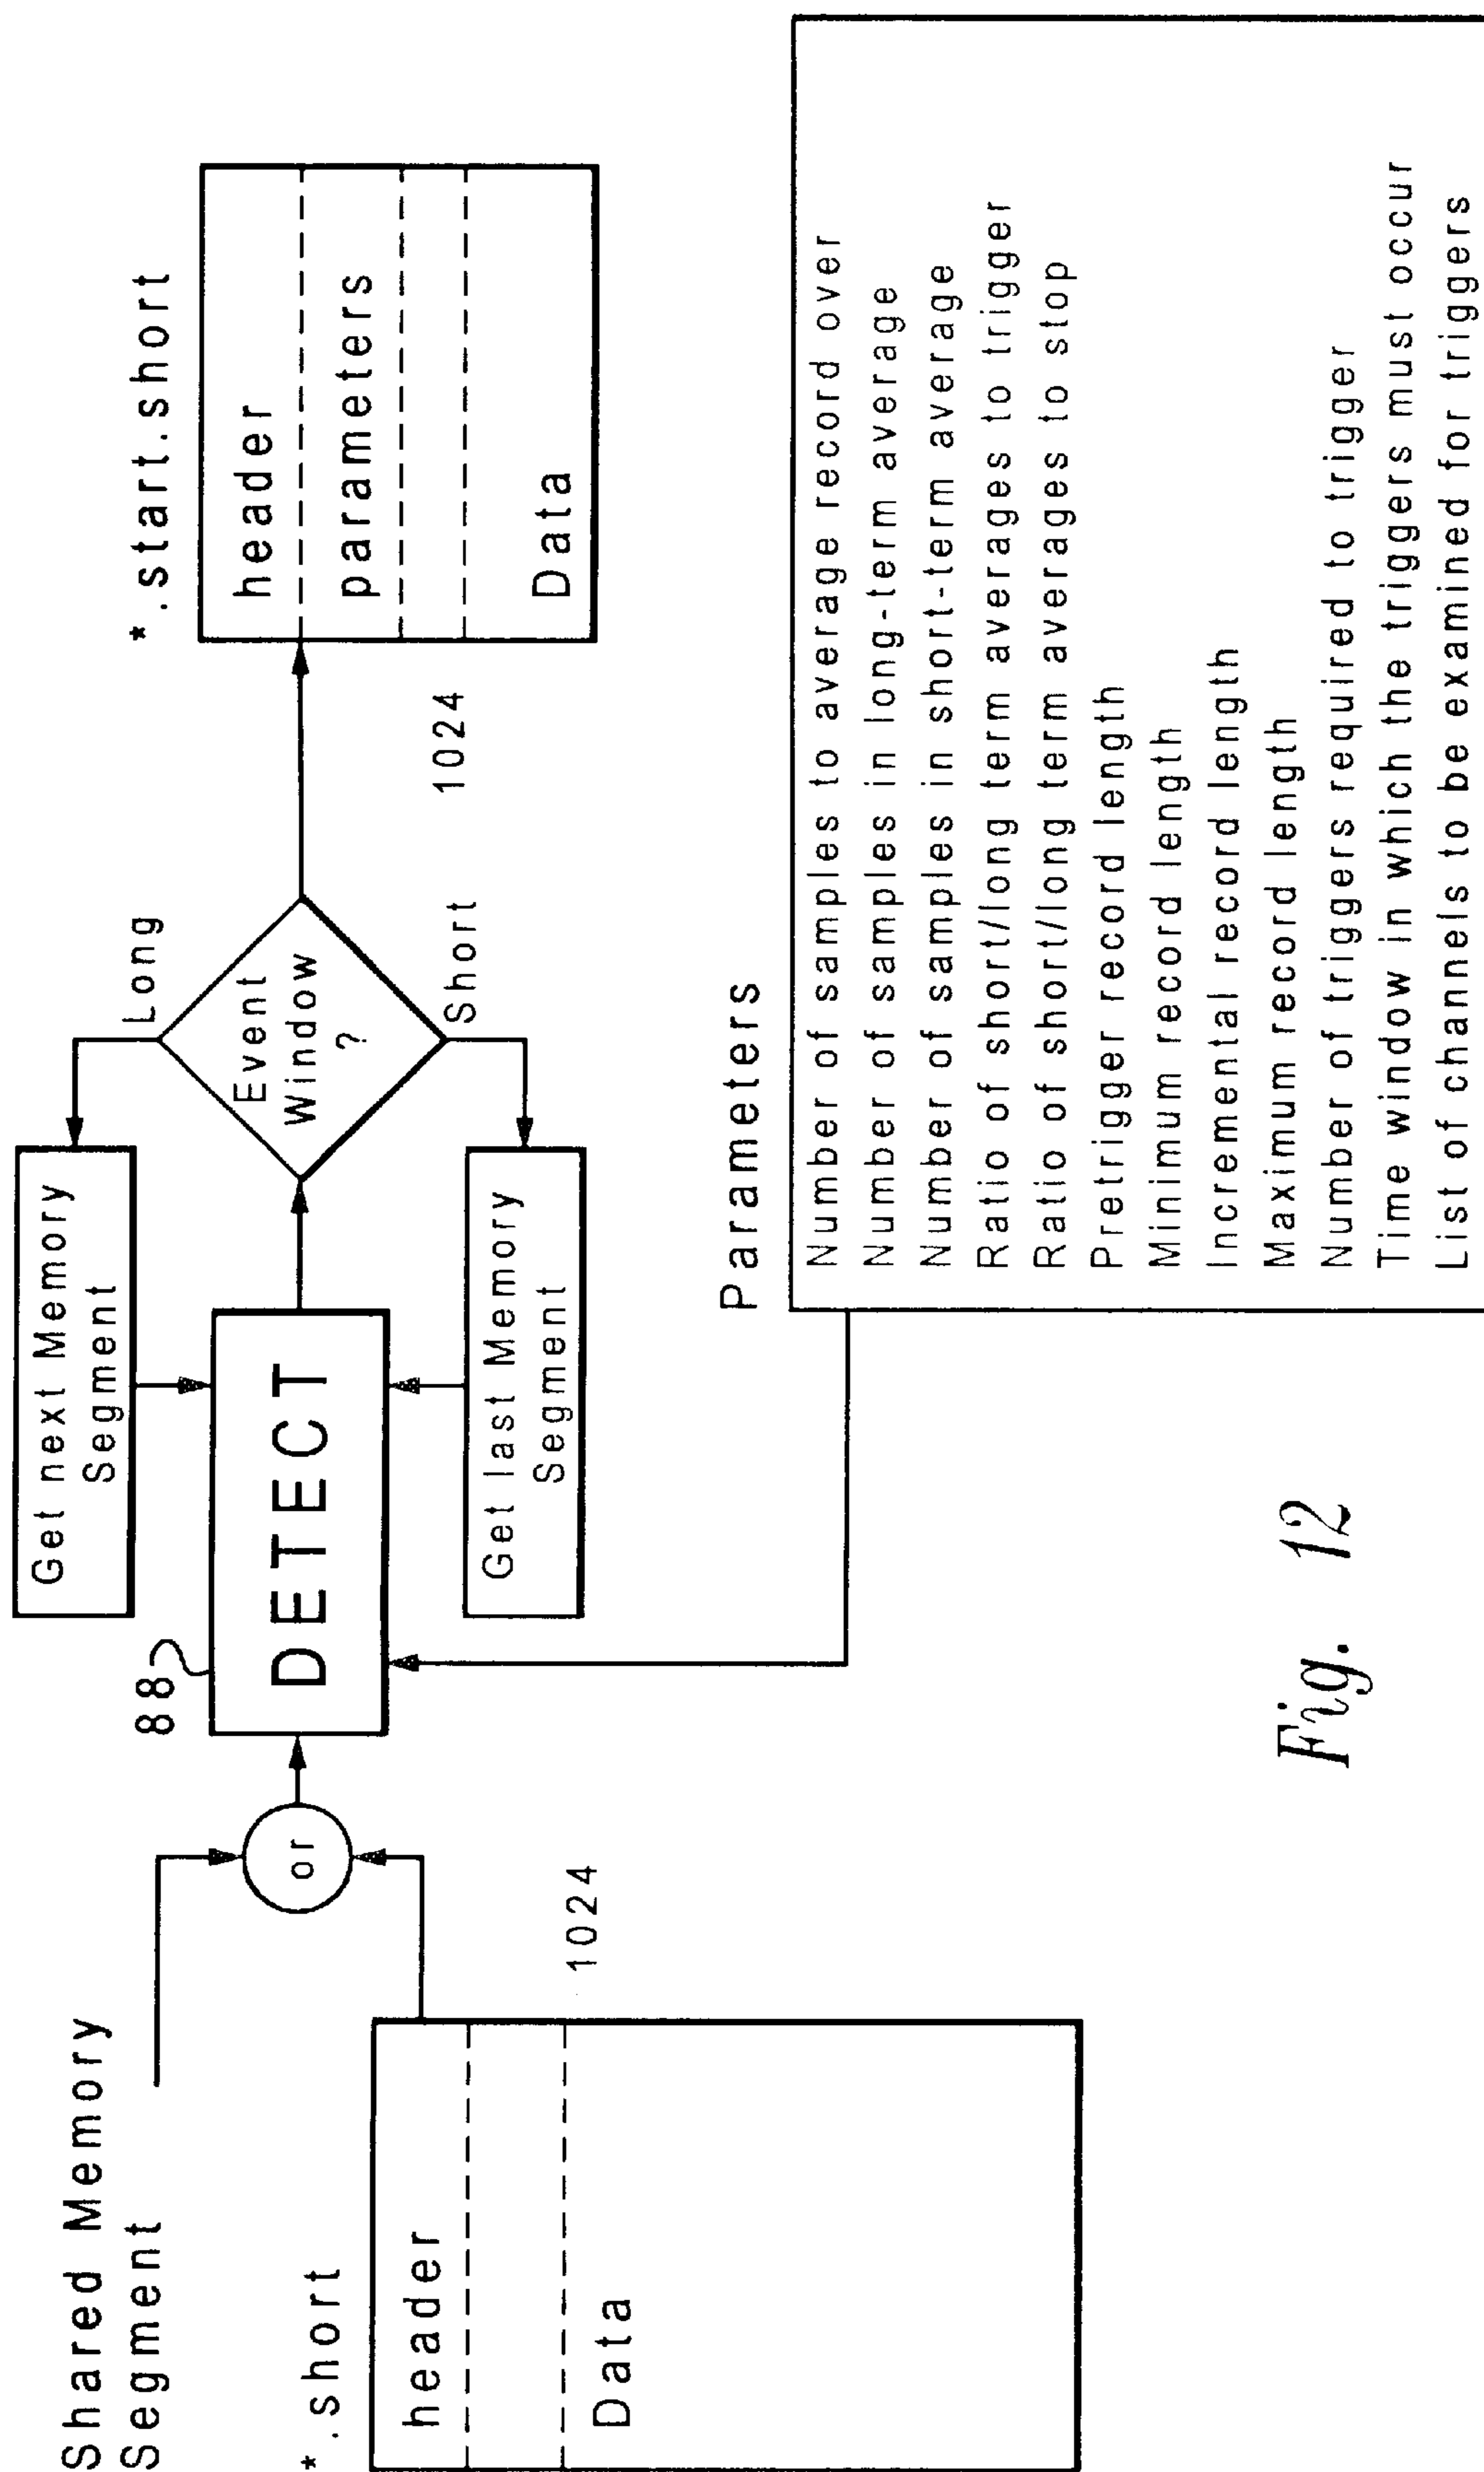 Shared Memory
Segment
*.short
header
Data
1024
or
88
DETECT
Get next Memory
Segment
Get last Memory
Segment
Event
Window
?
Long
Short
*.start.short
header
parameters
Data
1024
Parameters
Number of samples to average record over
Number of samples in long-term average
Number of samples in short-term average
Ratio of short/long term averages to trigger
Ratio of short/long term averages to stop
Pretrigger record length
Minimum record length
Incremental record length
Maximum record length
Number of triggers required to trigger
Time window in which the triggers must occur
List of channels to be examined for triggers
Fig. 12